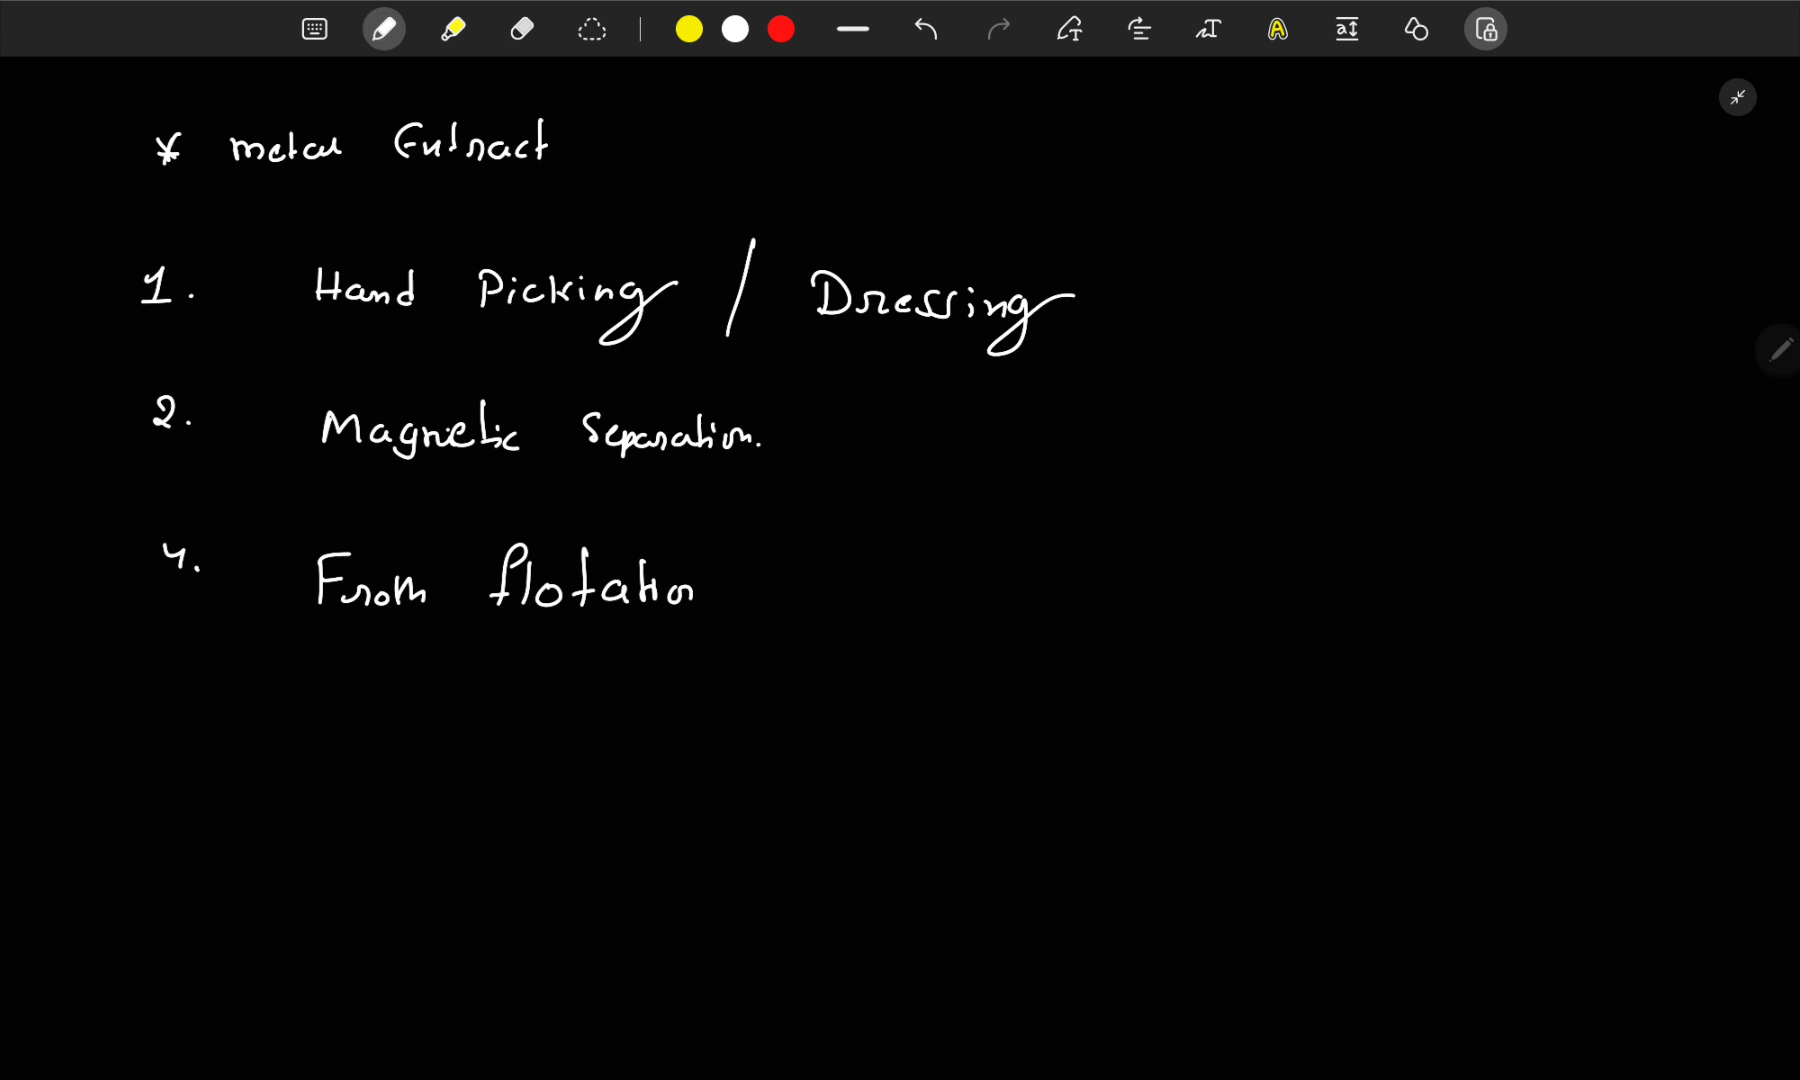 * metal Extract
1. Hand Picking / Dressing
2. Magnetic Separation.
4. From flotation